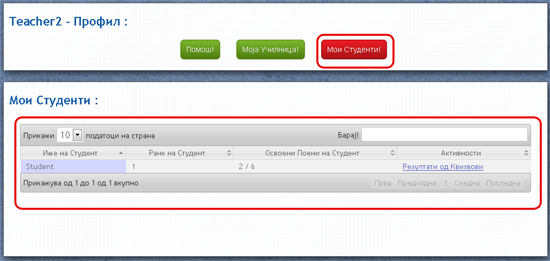 Teacher2 - Профил :
Помош! Моја Училница! Мои Студенти!
Мои Студенти :
Прикажи 10 податоци на страна Барај!
Име на Студент Ранк на Студент Освоени Поени на Студент Активности
Student 1 2 / 6 Резултати од Квизвови
Прикажува од 1 до 1 од 1 вкупно Прва Предходна 1 Следна Последна